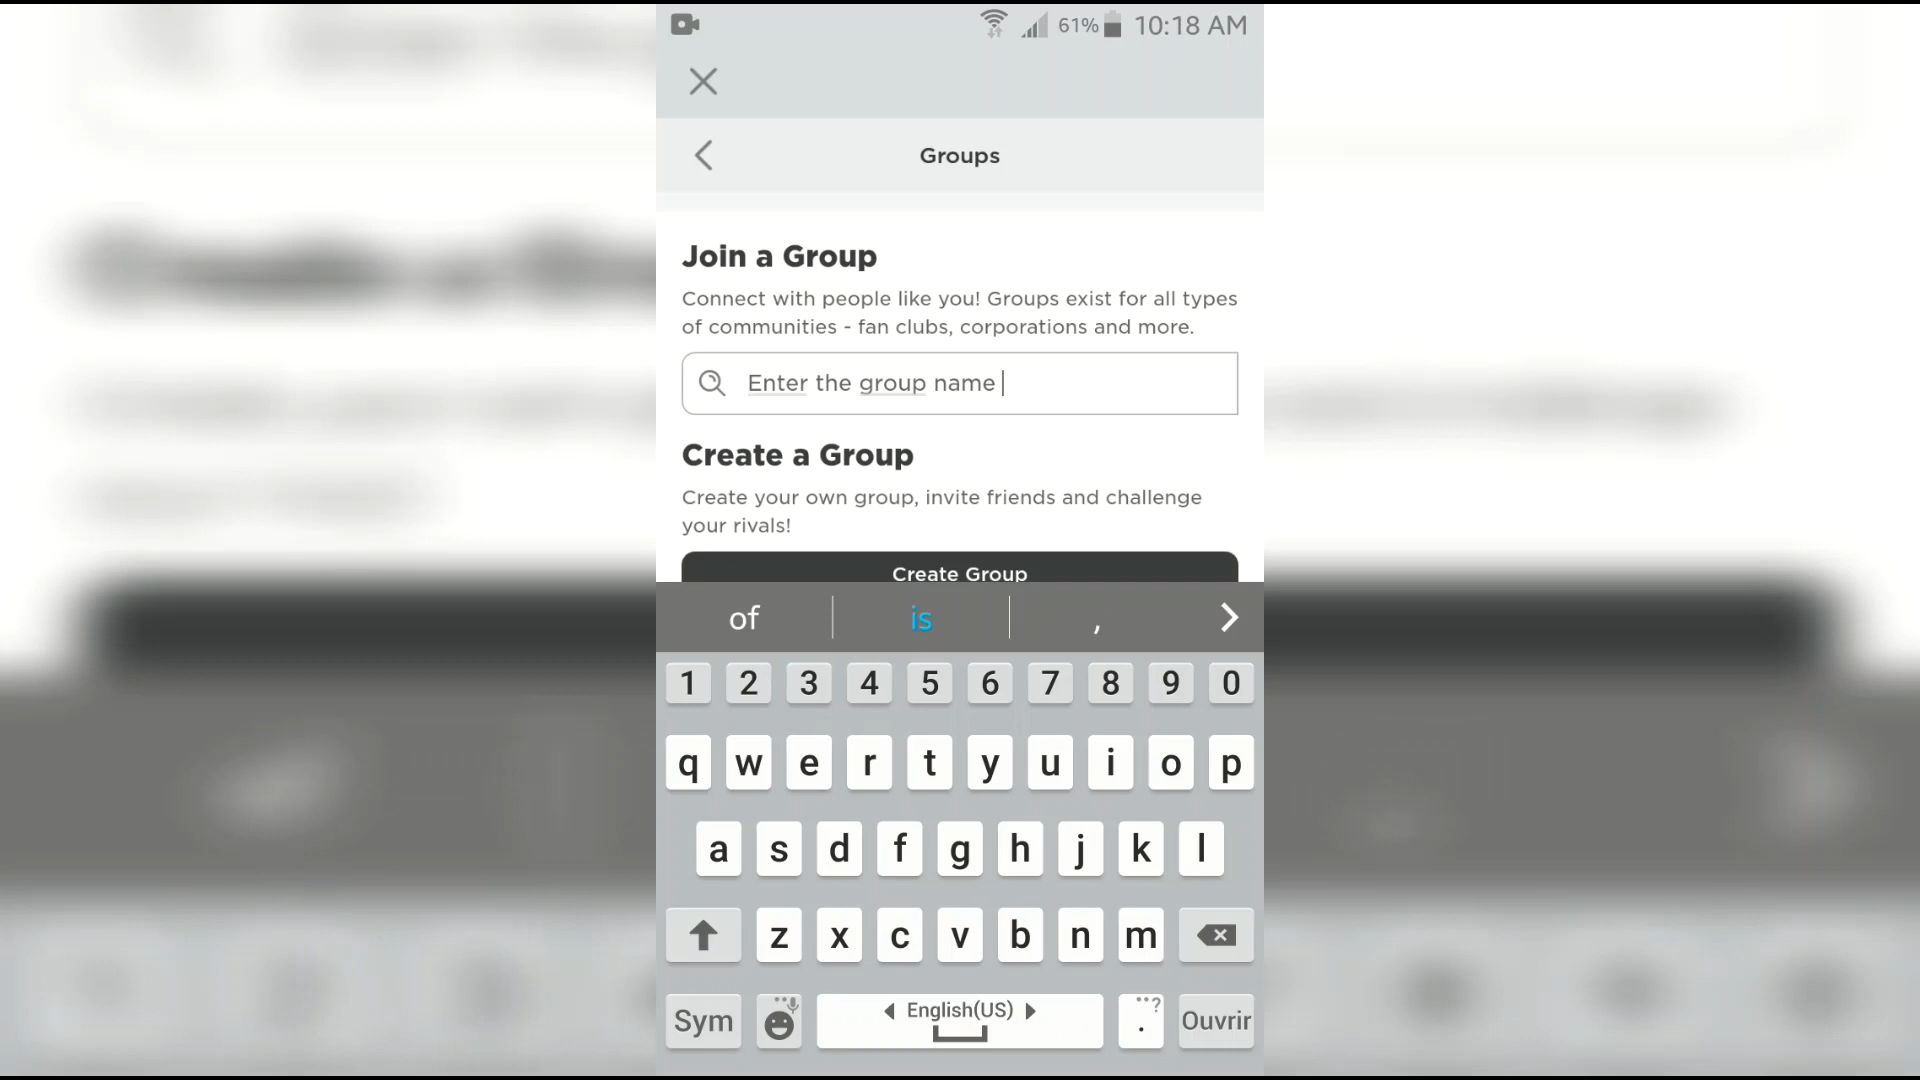 61% 10:18 AM
Groups
Join a Group
Connect with people like you! Groups exist for all types
of communities - fan clubs, corporations and more.
Enter the group name
Create a Group
Create your own group, invite friends and challenge
your rivals!
Create Group
of is ,
1 2 3 4 5 6 7 8 9 0
q w e r t y u i o p
a s d f g h j k l
z x c v b n m
Sym English(US) . ? Ouvrir